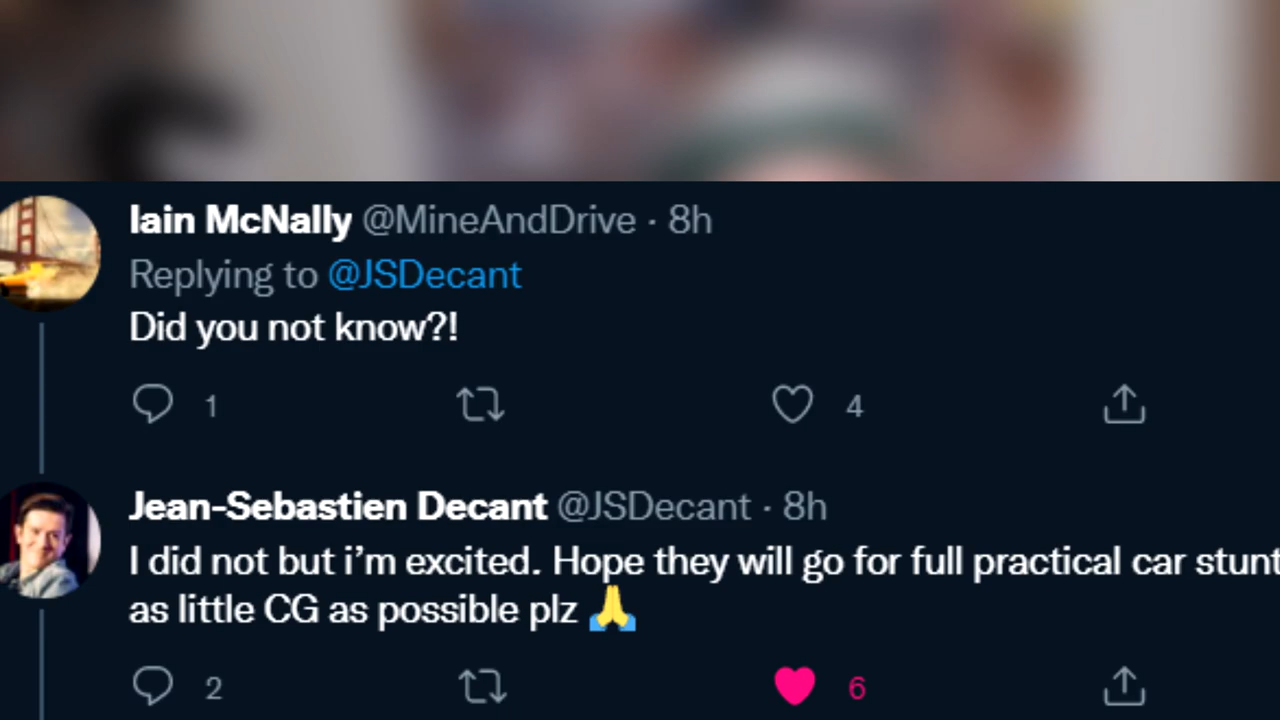 Iain McNally @MineAndDrive · 8h
Replying to @JSDecant
Did you not know?!
1 4
Jean-Sebastien Decant @JSDecant · 8h
I did not but i’m excited. Hope they will go for full practical car stunt
as little CG as possible plz 🙏
2 6